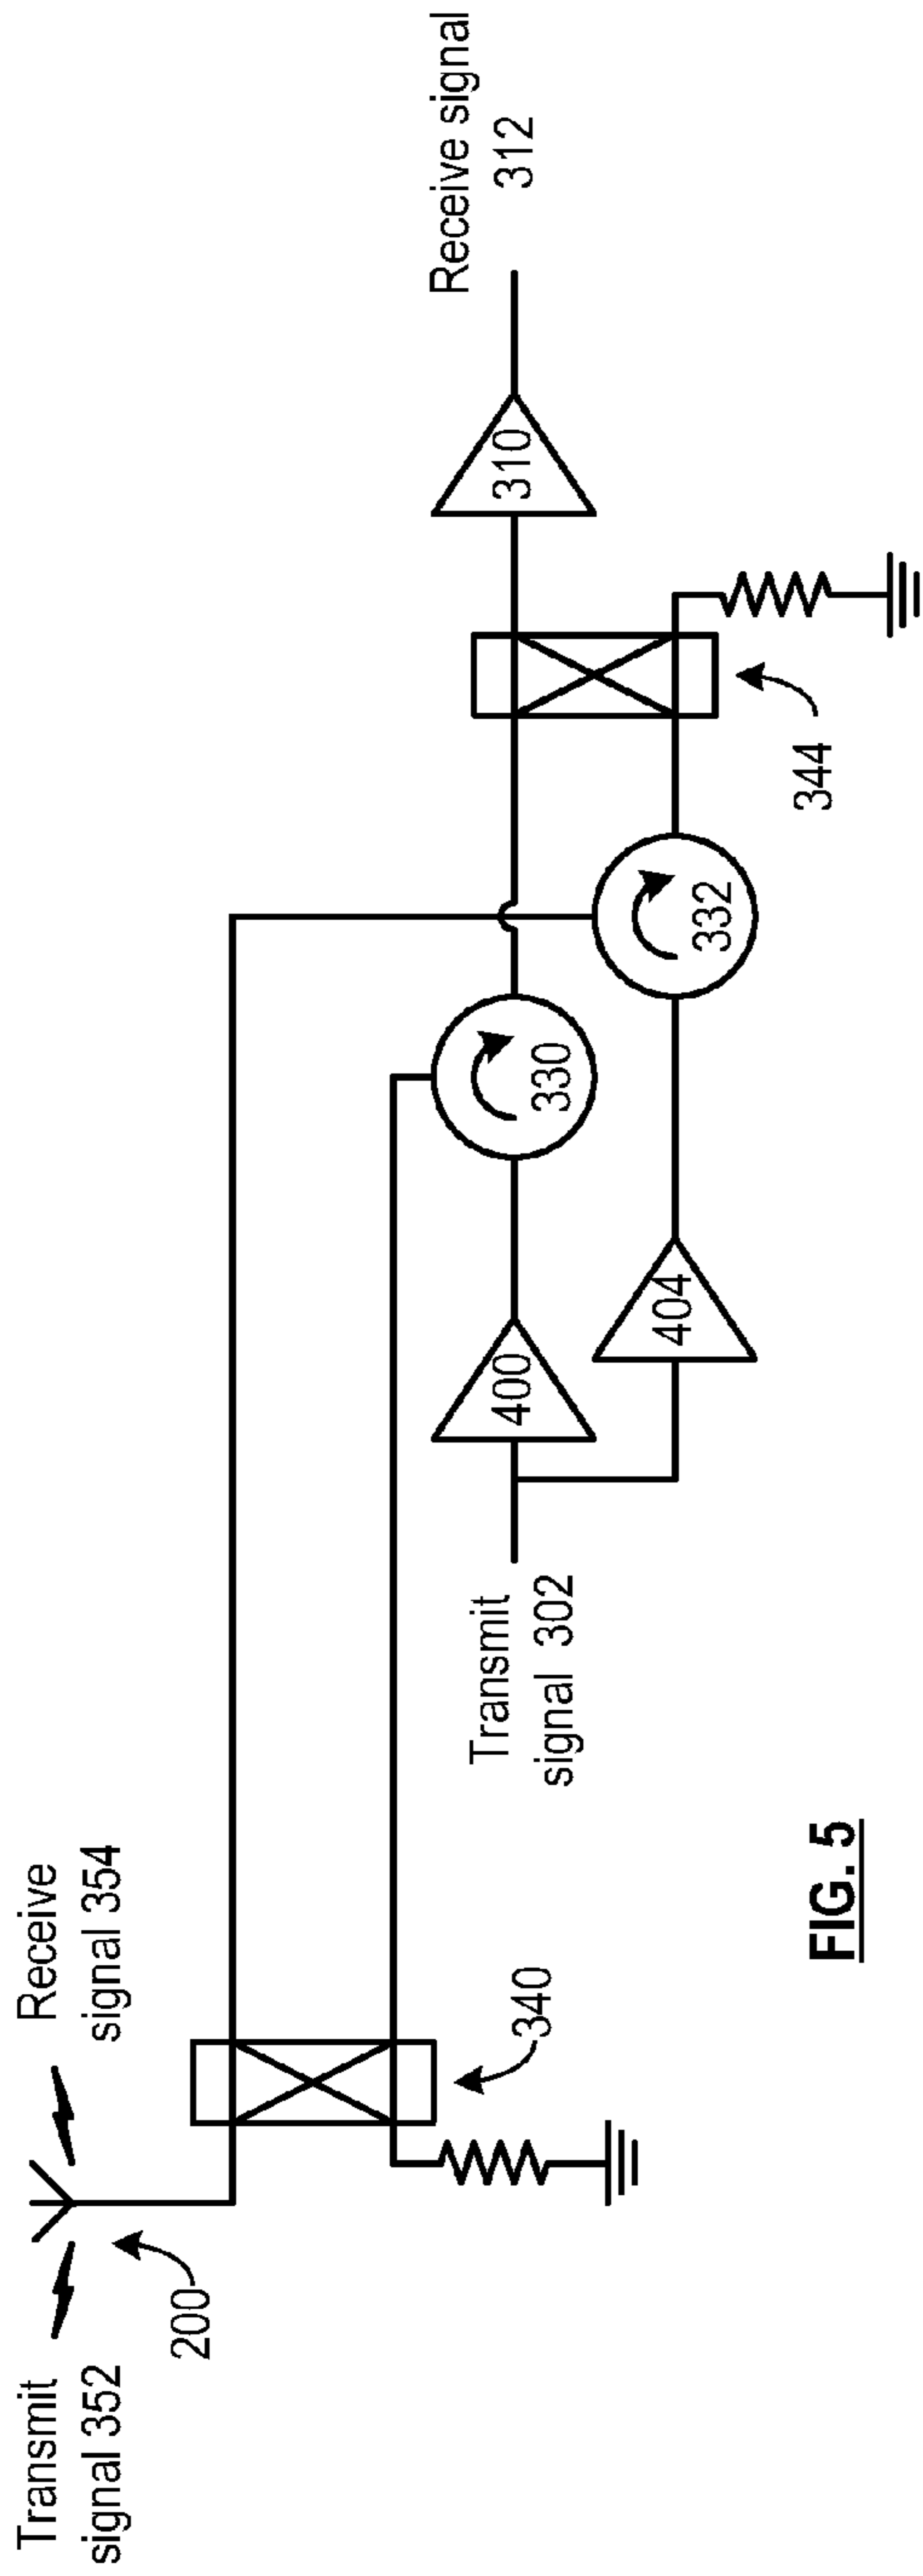 Transmit
signal 352
Receive
signal 354
200
340
Transmit
signal 302
400
404
330
332
344
310
Receive signal
312
FIG. 5